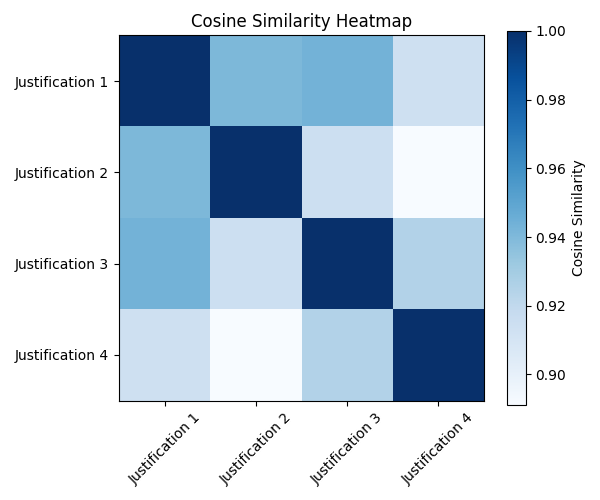 Cosine Similarity Heatmap
Justification 1
Justification 2
Justification 3
Justification 4
Justification 1
Justification 2
Justification 3
Justification 4
1.00
0.98
0.96
0.94
0.92
0.90
Cosine Similarity